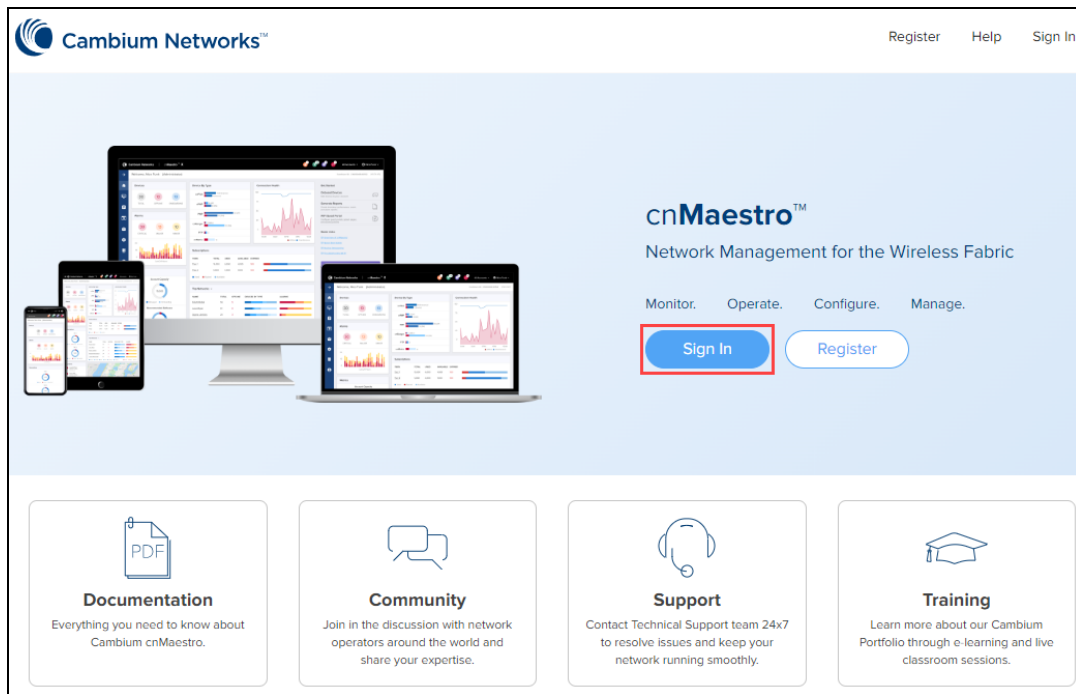 Cambium Networks™
Register Help Sign In
cnMaestro™
Network Management for the Wireless Fabric
Monitor. Operate. Configure. Manage.
Sign In Register
PDF
Documentation
Everything you need to know about
Cambium cnMaestro.
Community
Join in the discussion with network
operators around the world and
share your expertise.
Support
Contact Technical Support team 24x7
to resolve issues and keep your
network running smoothly.
Training
Learn more about our Cambium
Portfolio through e-learning and live
classroom sessions.